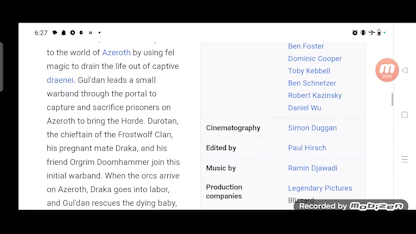 6:27
to the world of Azeroth by using fel
magic to drain the life out of captive
draenei. Gul'dan leads a small
warband through the portal to
capture and sacrifice prisoners on
Azeroth to bring the Horde. Durotan,
the chieftain of the Frostwolf Clan,
his pregnant mate Draka, and his
friend Orgrim Doomhammer join this
initial warband. When the orcs arrive
on Azeroth, Draka goes into labor,
and Gul'dan rescues the dying baby,
Ben Foster
Dominic Cooper
Toby Kebbell
Ben Schnetzer
Robert Kazinsky
Daniel Wu
Cinematography Simon Duggan
Edited by Paul Hirsch
Music by Ramin Djawadi
Production companies Legendary Pictures
Blizzard
Recorded by MOBIZEN